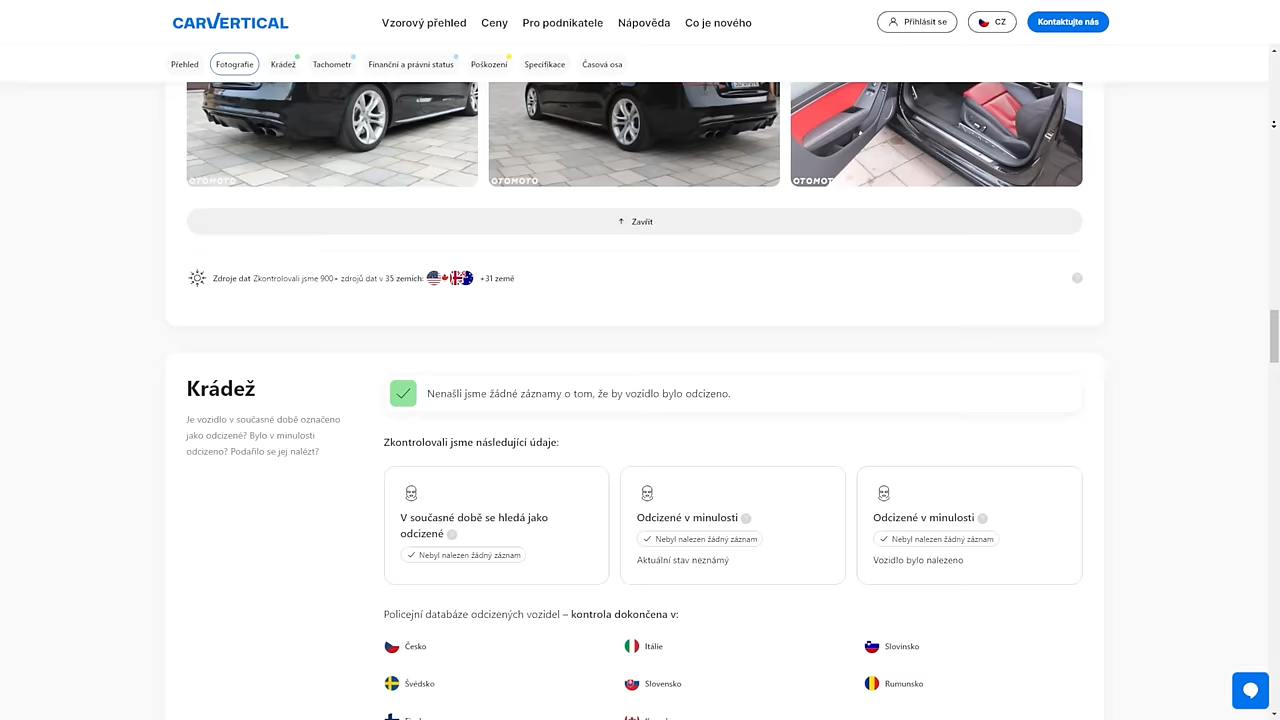 CARVERTICAL
Vzorový přehled Ceny Pro podnikatele Nápověda Co je nového
Přihlásit se
CZ
Kontaktujte nás
Přehled Fotografie Krádež Tachometr Finanční a právní status Poškození Specifikace Časová osa
OTOMOTO OTOMOTO OTOMOT
Zavřít
Zdroje dat Zkontrolovali jsme 900+ zdrojů dat v 35 zemích: +31 země
?
Krádež
Je vozidlo v současné době označeno
jako odcizené? Bylo v minulosti
odcizeno? Podařilo se jej nalézt?
Nenašli jsme žádné záznamy o tom, že by vozidlo bylo odcizeno.
Zkontrolovali jsme následující údaje:
V současné době se hledá jako
odcizené ?
Nebyl nalezen žádný záznam
Odcizené v minulosti ?
Nebyl nalezen žádný záznam
Aktuální stav neznámý
Odcizené v minulosti ?
Nebyl nalezen žádný záznam
Vozidlo bylo nalezeno
Policejní databáze odcizených vozidel – kontrola dokončena v:
Česko Itálie Slovinsko
Švédsko Slovensko Rumunsko